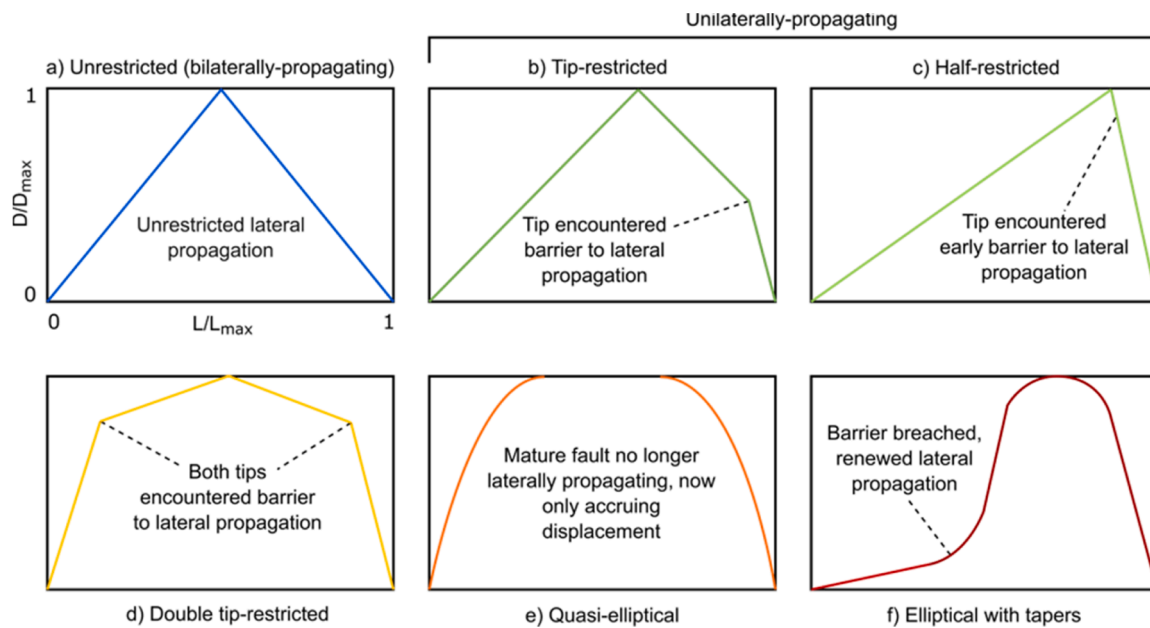 Unilaterally-propagating
a) Unrestricted (bilaterally-propagating)
b) Tip-restricted
c) Half-restricted
1
D/Dmax
0
Unrestricted lateral
propagation
0
L/Lmax
1
Tip encountered
barrier to lateral
propagation
Tip encountered
early barrier to lateral
propagation
Both tips
encountered barrier
to lateral propagation
Mature fault no longer
laterally propagating, now
only accruing
displacement
Barrier breached,
renewed lateral
propagation
d) Double tip-restricted
e) Quasi-elliptical
f) Elliptical with tapers